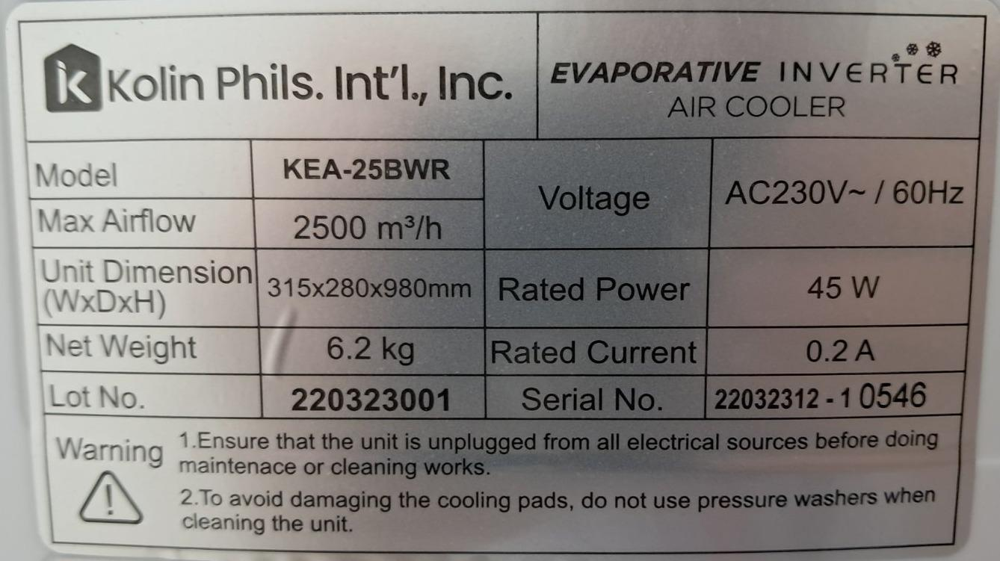 Kolin Phils. Int'l., Inc.
EVAPORATIVE INVERTER
AIR COOLER
Model
KEA-25BWR
Voltage
AC230V~ / 60Hz
Max Airflow
2500 m³/h
Unit Dimension
(WxDxH)
315x280x980mm
Rated Power
45 W
Net Weight
6.2 kg
Rated Current
0.2 A
Lot No.
220323001
Serial No.
22032312 - 1 0546
Warning
1.Ensure that the unit is unplugged from all electrical sources before doing
maintenace or cleaning works.
2.To avoid damaging the cooling pads, do not use pressure washers when
cleaning the unit.